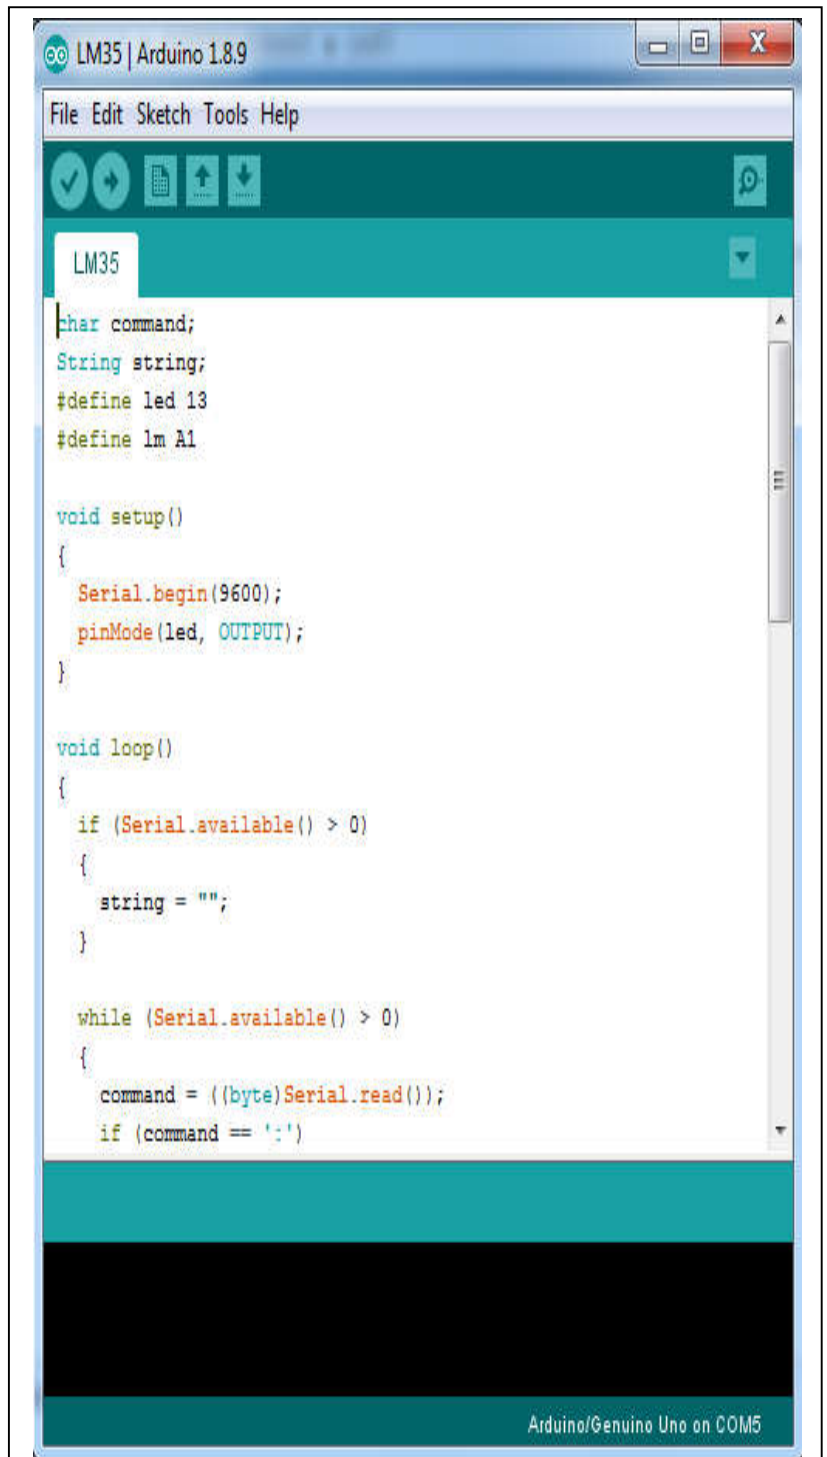 LM35 | Arduino 1.8.9
File Edit Sketch Tools Help
LM35
char command;
String string;
#define led 13
#define lm A1
void setup()
{
Serial.begin(9600);
pinMode(led, OUTPUT);
}
void loop()
{
if (Serial.available() > 0)
{
string = "";
}
while (Serial.available() > 0)
{
command = ((byte)Serial.read());
if (command == ':')
Arduino/Genuino Uno on COM5